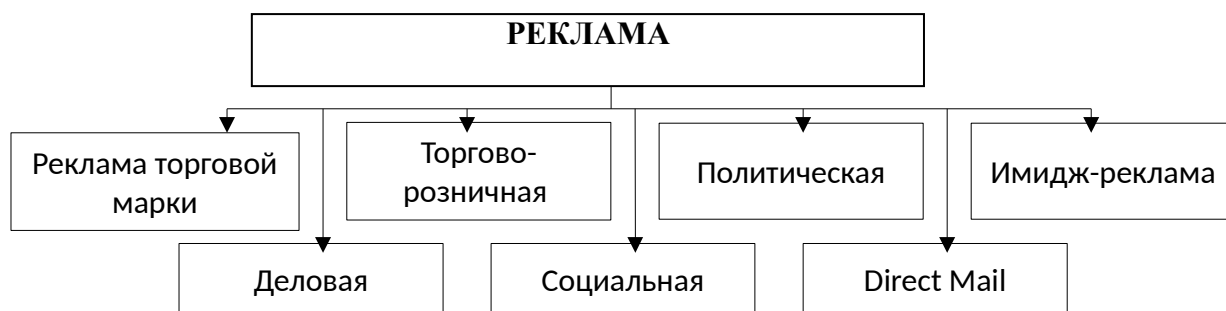 РЕКЛАМА
Реклама торговой
марки
Торгово-
розничная
Политическая
Имидж-реклама
Деловая
Социальная
Direct Mail